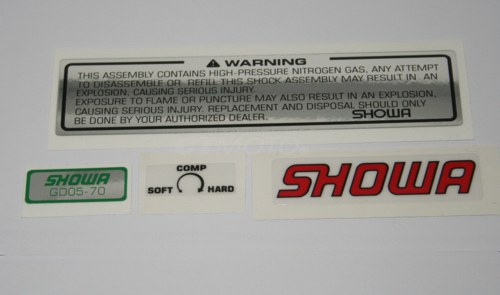 WARNING
THIS ASSEMBLY CONTAINS HIGH-PRESSURE NITROGEN GAS, ANY ATTEMPT
TO DISASSEMBLE OR REFILL THIS SHOCK ASSEMBLY MAY RESULT IN AN
EXPLOSION, CAUSING SERIOUS INJURY.
EXPOSURE TO FLAME OR PUNCTURE MAY ALSO RESULT IN AN EXPLOSION,
CAUSING SERIOUS INJURY. REPLACEMENT AND DISPOSAL SHOULD ONLY
BE DONE BY YOUR AUTHORIZED DEALER.
SHOWA
SHOWA
GD05-70
COMP
SOFT HARD
SHOWA